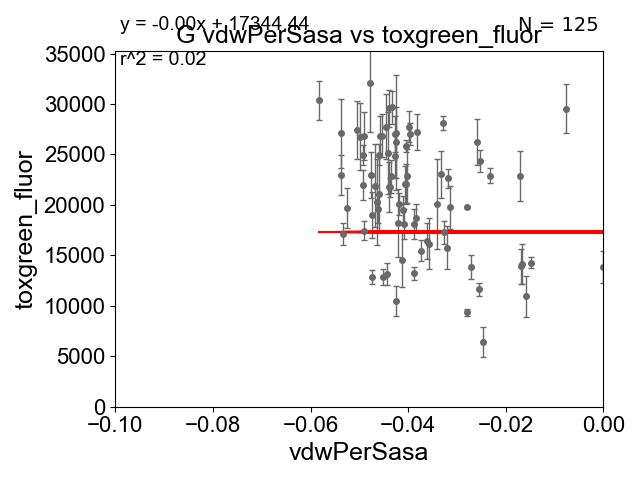 y = -0.00x + 17344.44
N = 125
G vdwPerSasa vs toxgreen_fluor
r^2 = 0.02
35000
30000
25000
20000
15000
10000
5000
0
toxgreen_fluor
−0.10 −0.08 −0.06 −0.04 −0.02 0.00
vdwPerSasa